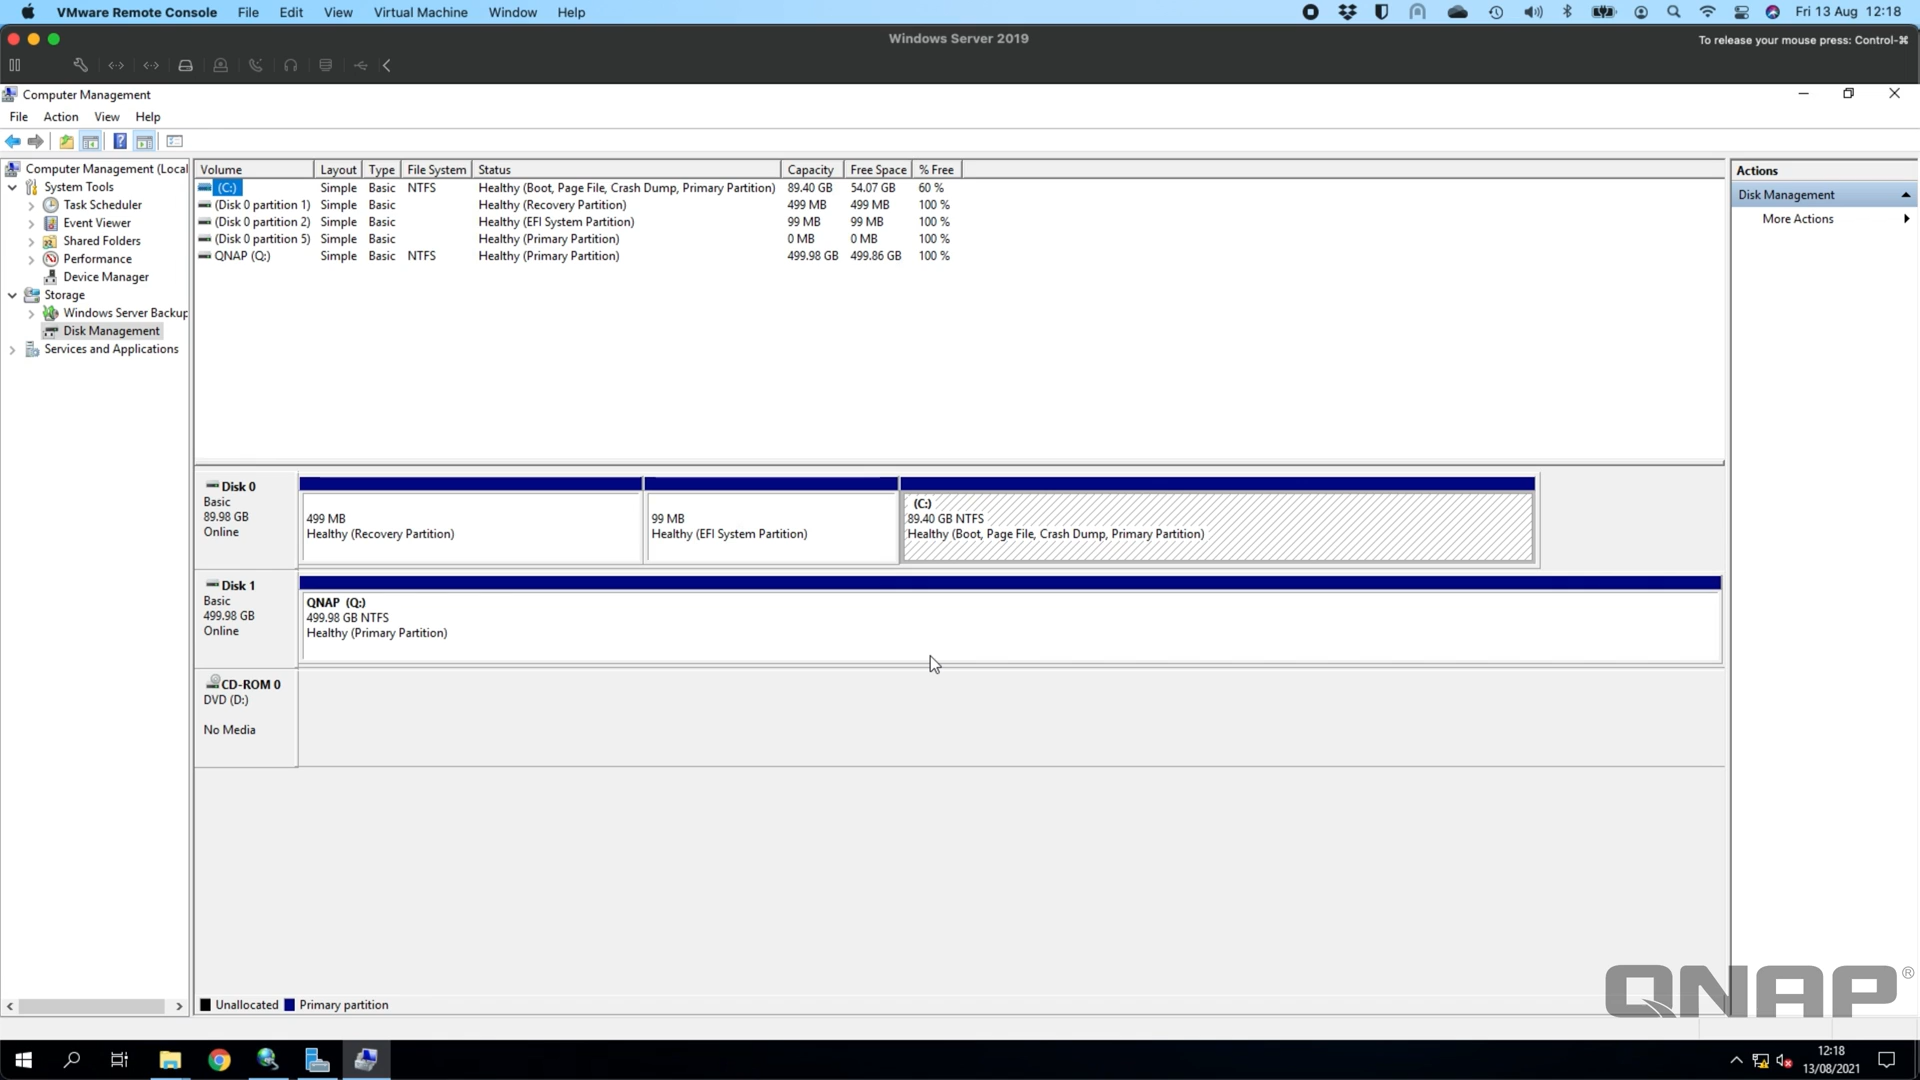 VMware Remote Console File Edit View Virtual Machine Window Help Fri 13 Aug 12:18
Windows Server 2019
To release your mouse press: Control-⌘
Computer Management
File Action View Help
Computer Management (Local
System Tools
Task Scheduler
Event Viewer
Shared Folders
Performance
Device Manager
Storage
Windows Server Backup
Disk Management
Services and Applications
Volume Layout Type File System Status Capacity Free Space % Free
(C:) Simple Basic NTFS Healthy (Boot, Page File, Crash Dump, Primary Partition) 89.40 GB 54.07 GB 60 %
(Disk 0 partition 1) Simple Basic Healthy (Recovery Partition) 499 MB 499 MB 100 %
(Disk 0 partition 2) Simple Basic Healthy (EFI System Partition) 99 MB 99 MB 100 %
(Disk 0 partition 5) Simple Basic Healthy (Primary Partition) 0 MB 0 MB 100 %
QNAP (Q:) Simple Basic NTFS Healthy (Primary Partition) 499.98 GB 499.86 GB 100 %
Actions
Disk Management
More Actions
Disk 0
Basic
89.98 GB
Online
499 MB
Healthy (Recovery Partition)
99 MB
Healthy (EFI System Partition)
(C:)
89.40 GB NTFS
Healthy (Boot, Page File, Crash Dump, Primary Partition)
Disk 1
Basic
499.98 GB
Online
QNAP (Q:)
499.98 GB NTFS
Healthy (Primary Partition)
CD-ROM 0
DVD (D:)
No Media
Unallocated Primary partition
QNAP ®
12:18
13/08/2021